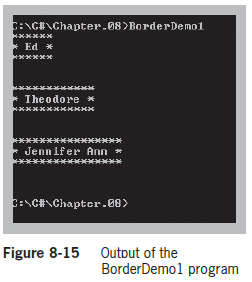 C:\C#\Chapter.08>BorderDemo1
******
* Ed *
******
************
* Theodore *
************
****************
* Jennifer Ann *
****************
C:\C#\Chapter.08>
Figure 8-15 Output of the
BorderDemo1 program